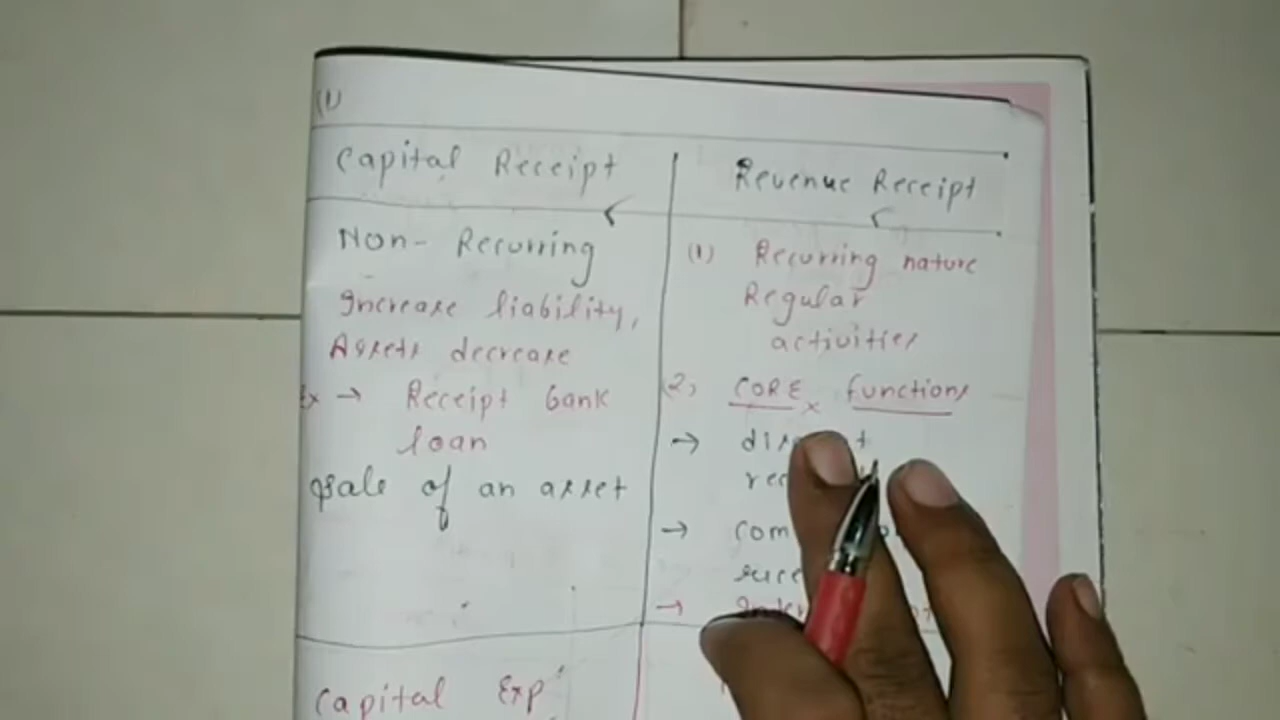 (1)
Capital Receipt
Non- Recurring
Increase liability,
Assets decrease
Ex → Receipt bank
loan
sale of an asset
Capital Exp
Revenue Receipt
(1) Recurring nature
Regular
activities
(2) CORE functions
→
→
→